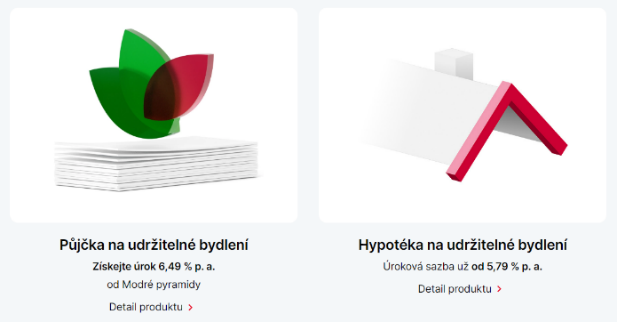 Půjčka na udržitelné bydlení
Získejte úrok 6,49 % p. a.
od Modré pyramidy
Detail produktu
Hypotéka na udržitelné bydlení
Úroková sazba už od 5,79 % p. a.
Detail produktu